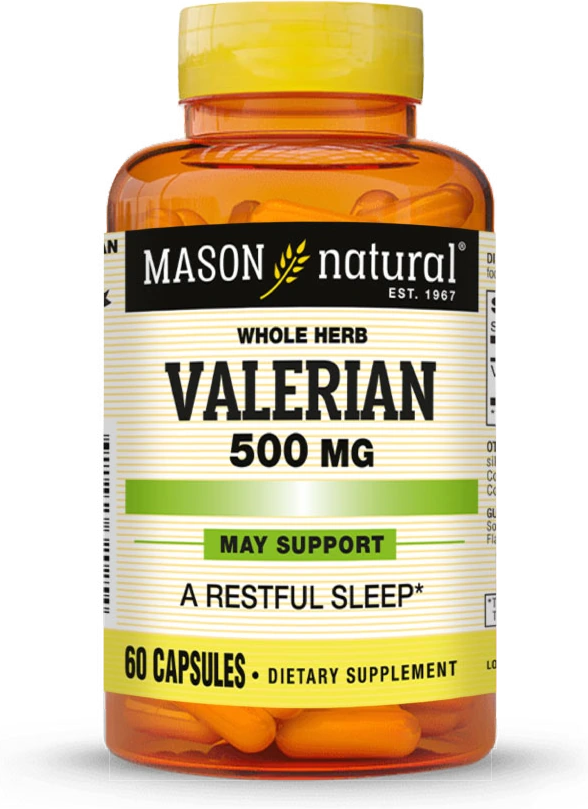 MASON natural®
EST. 1967
WHOLE HERB
VALERIAN
500 MG
MAY SUPPORT
A RESTFUL SLEEP*
60 CAPSULES • DIETARY SUPPLEMENT